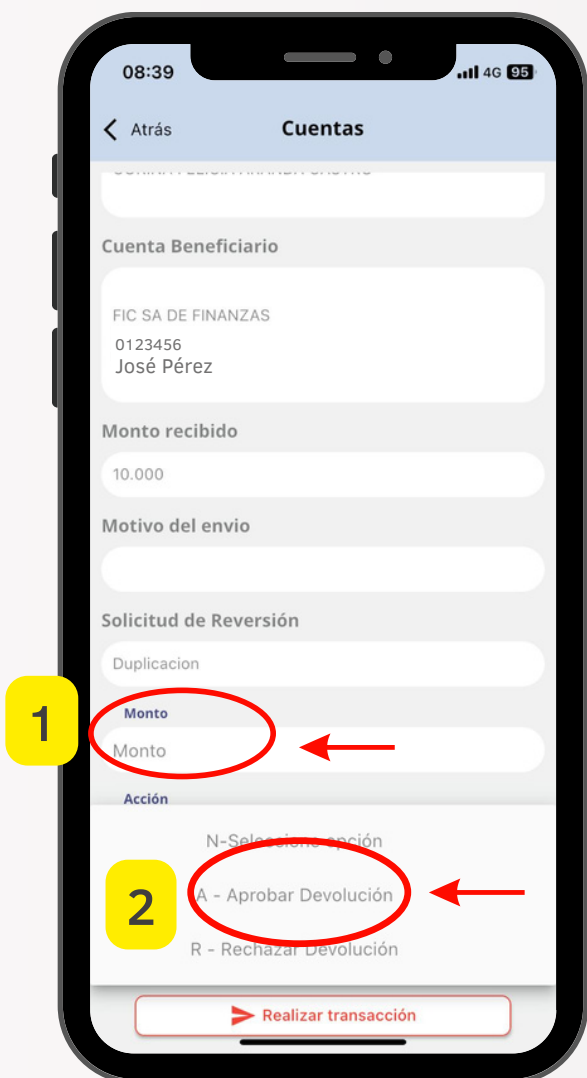 08:39
4G 95
Atrás
Cuentas
Cuenta Beneficiario
FIC SA DE FINANZAS
0123456
José Pérez
Monto recibido
10.000
Motivo del envio
Solicitud de Reversión
Duplicacion
1
Monto
Monto
Acción
N-Seleccione opción
2
A - Aprobar Devolución
R - Rechazar Devolución
Realizar transacción